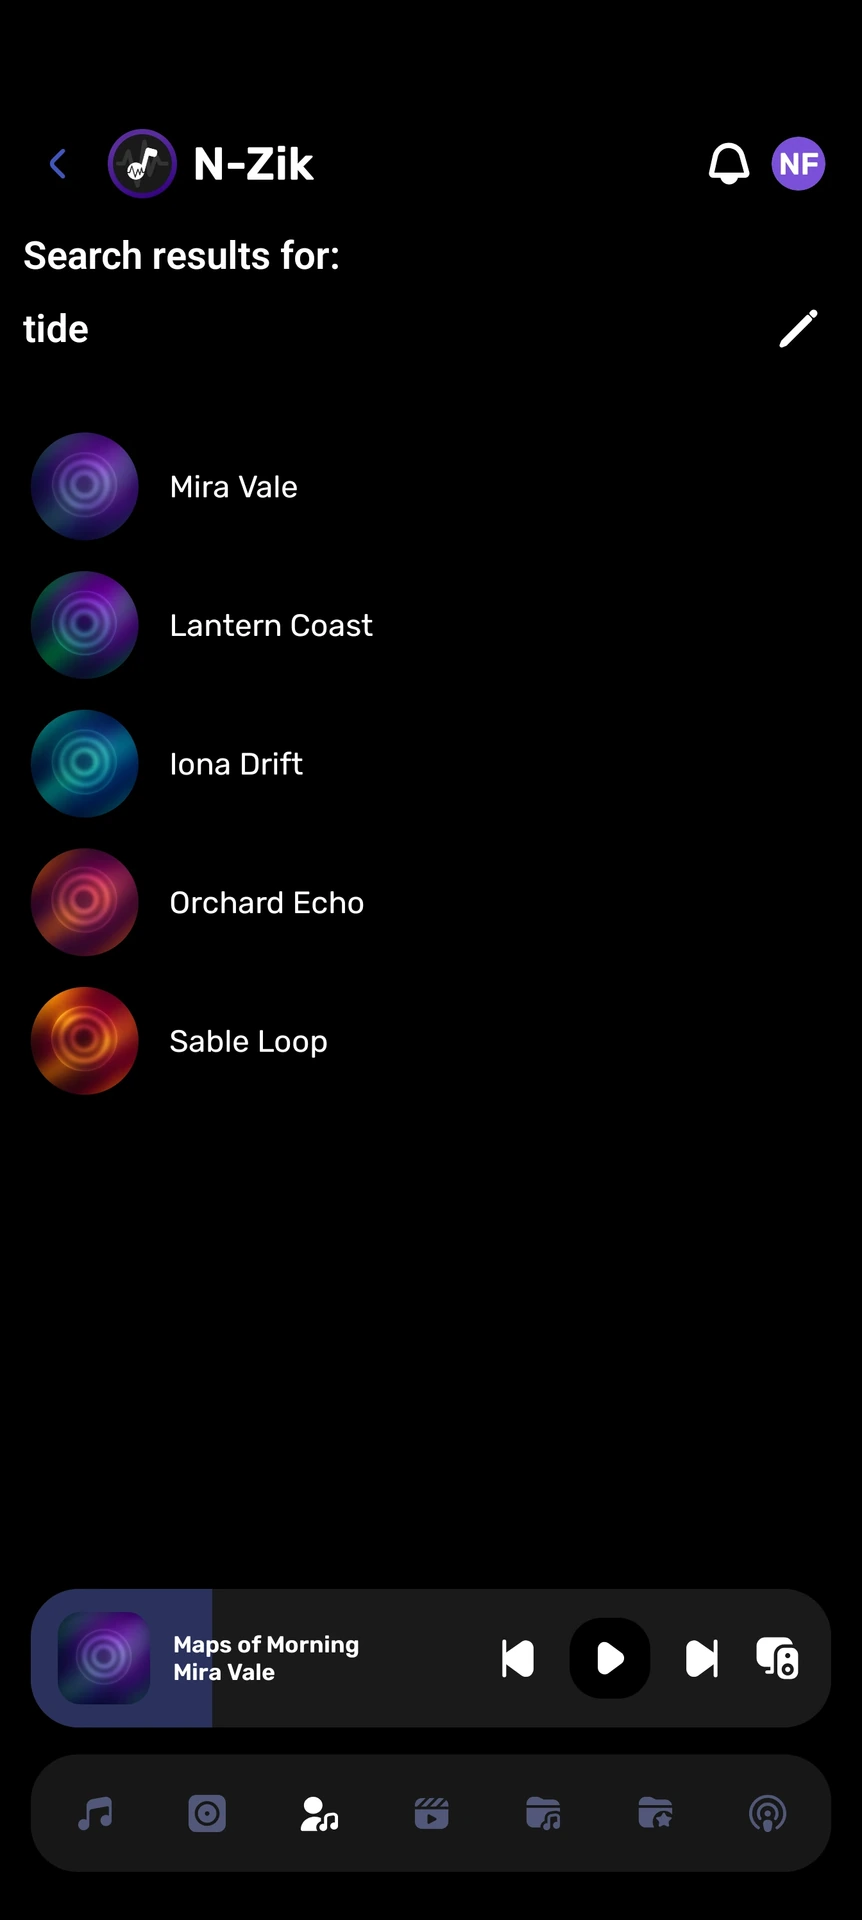 N-Zik
NF
Search results for:
tide
Mira Vale
Lantern Coast
Iona Drift
Orchard Echo
Sable Loop
Maps of Morning
Mira Vale